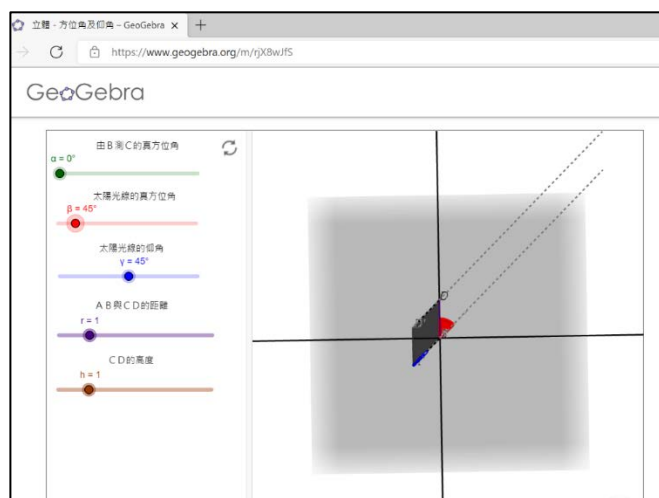 立體 - 方位角及仰角 – GeoGebra
https://www.geogebra.org/m/rjX8wJfS
GeoGebra
由B測C的真方位角
α = 0°
太陽光線的真方位角
β = 45°
太陽光線的仰角
γ = 45°
AB與CD的距離
r = 1
CD的高度
h = 1